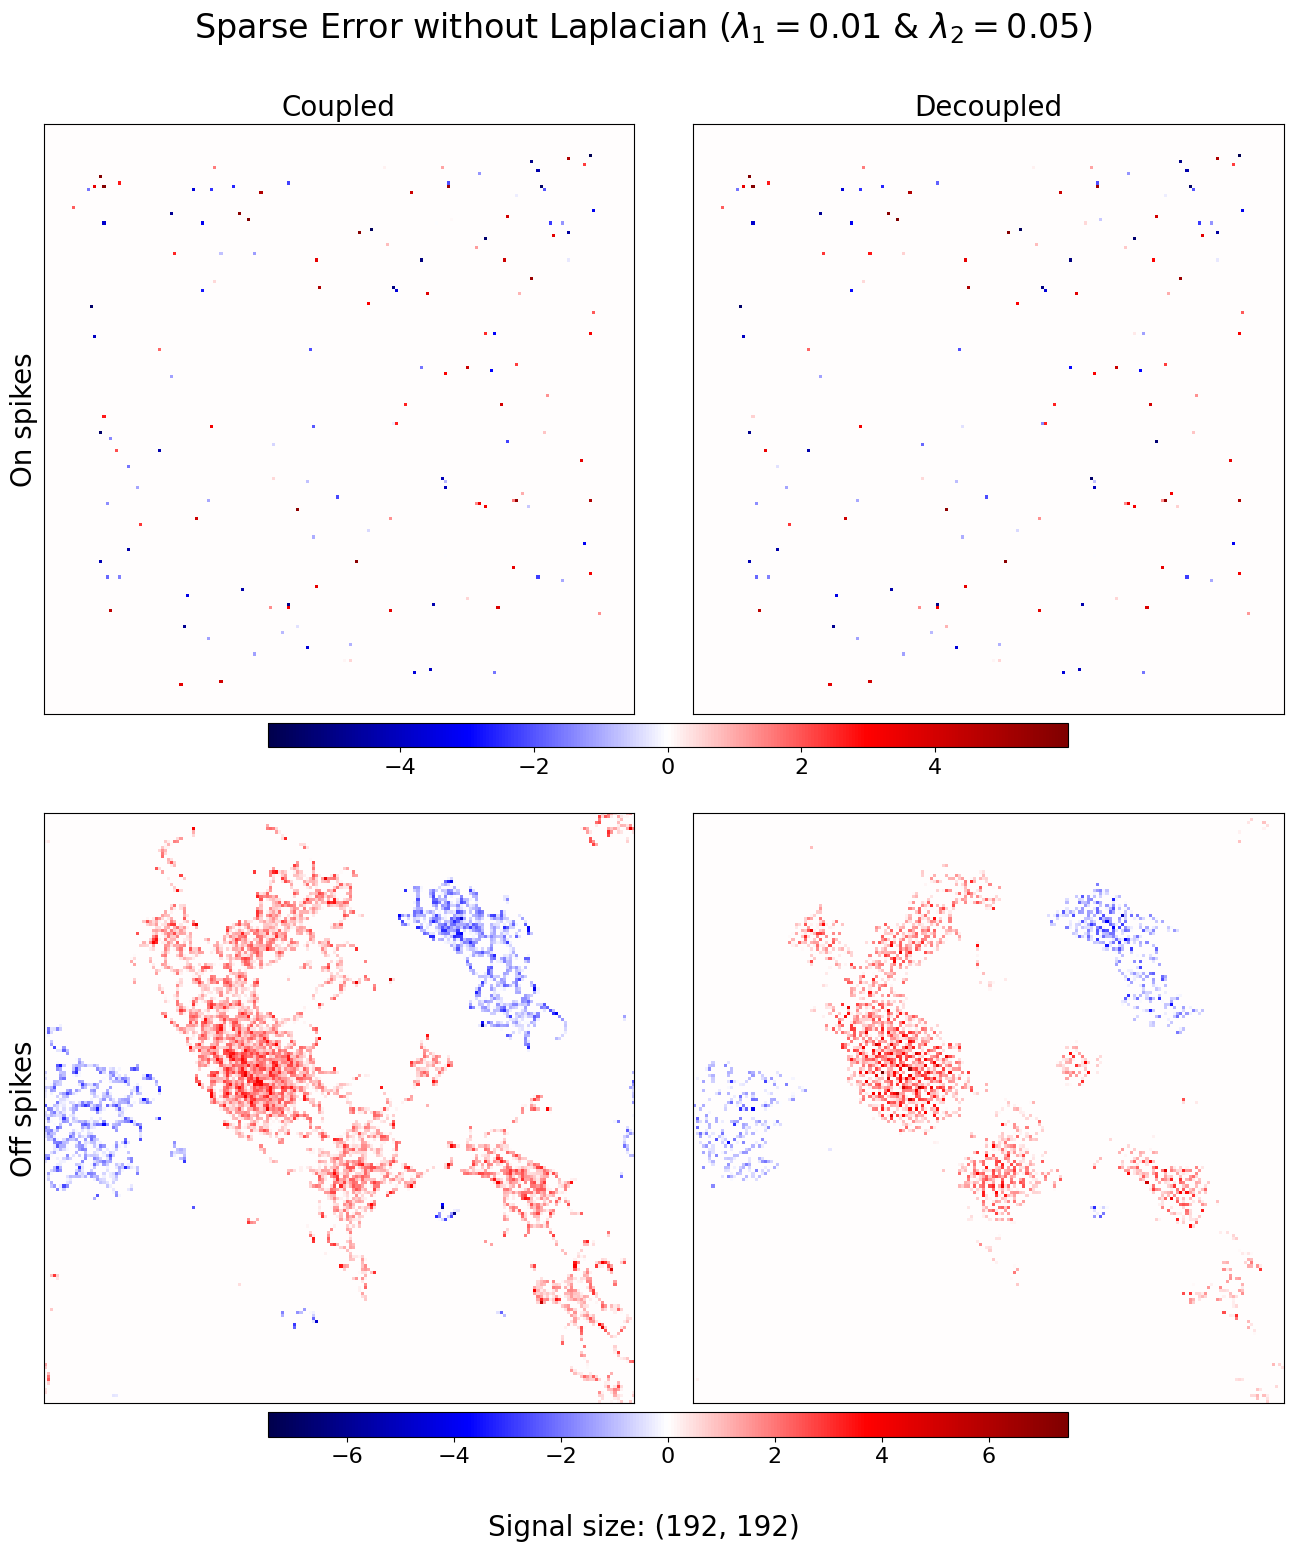 Sparse Error without Laplacian (λ₁ = 0.01 & λ₂ = 0.05)
Coupled
Decoupled
On spikes
−4 −2 0 2 4
Off spikes
−6 −4 −2 0 2 4 6
Signal size: (192, 192)